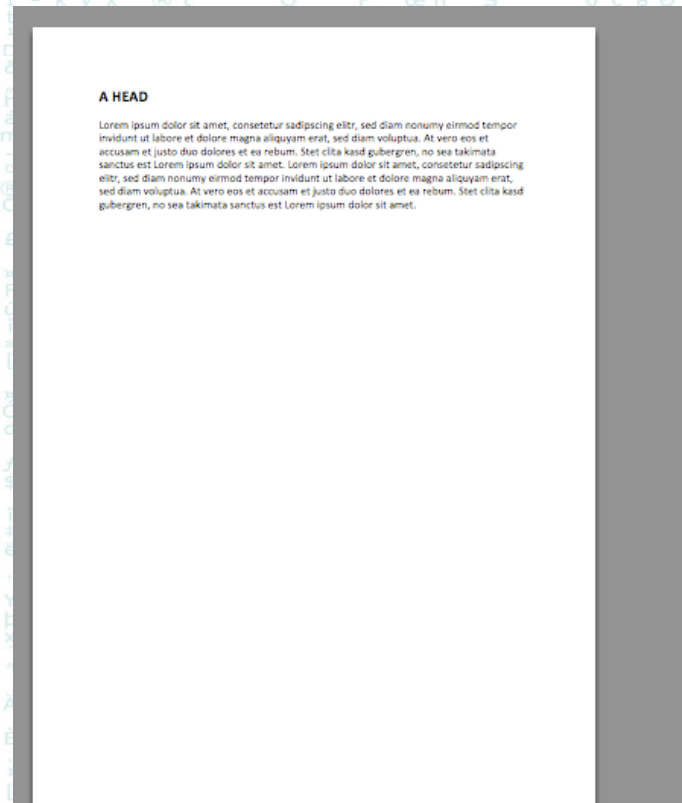 A HEAD
Lorem ipsum dolor sit amet, consetetur sadipscing elitr, sed diam nonumy eirmod tempor
invidunt ut labore et dolore magna aliquyam erat, sed diam voluptua. At vero eos et
accusam et justo duo dolores et ea rebum. Stet clita kasd gubergren, no sea takimata
sanctus est Lorem ipsum dolor sit amet. Lorem ipsum dolor sit amet, consetetur sadipscing
elitr, sed diam nonumy eirmod tempor invidunt ut labore et dolore magna aliquyam erat,
sed diam voluptua. At vero eos et accusam et justo duo dolores et ea rebum. Stet clita kasd
gubergren, no sea takimata sanctus est Lorem ipsum dolor sit amet.